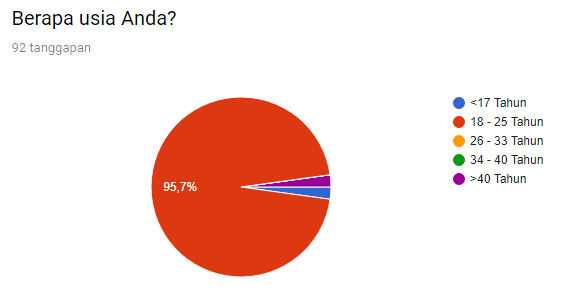 Berapa usia Anda?
92 tanggapan
<17 Tahun
18 - 25 Tahun
26 - 33 Tahun
34 - 40 Tahun
>40 Tahun
95,7%